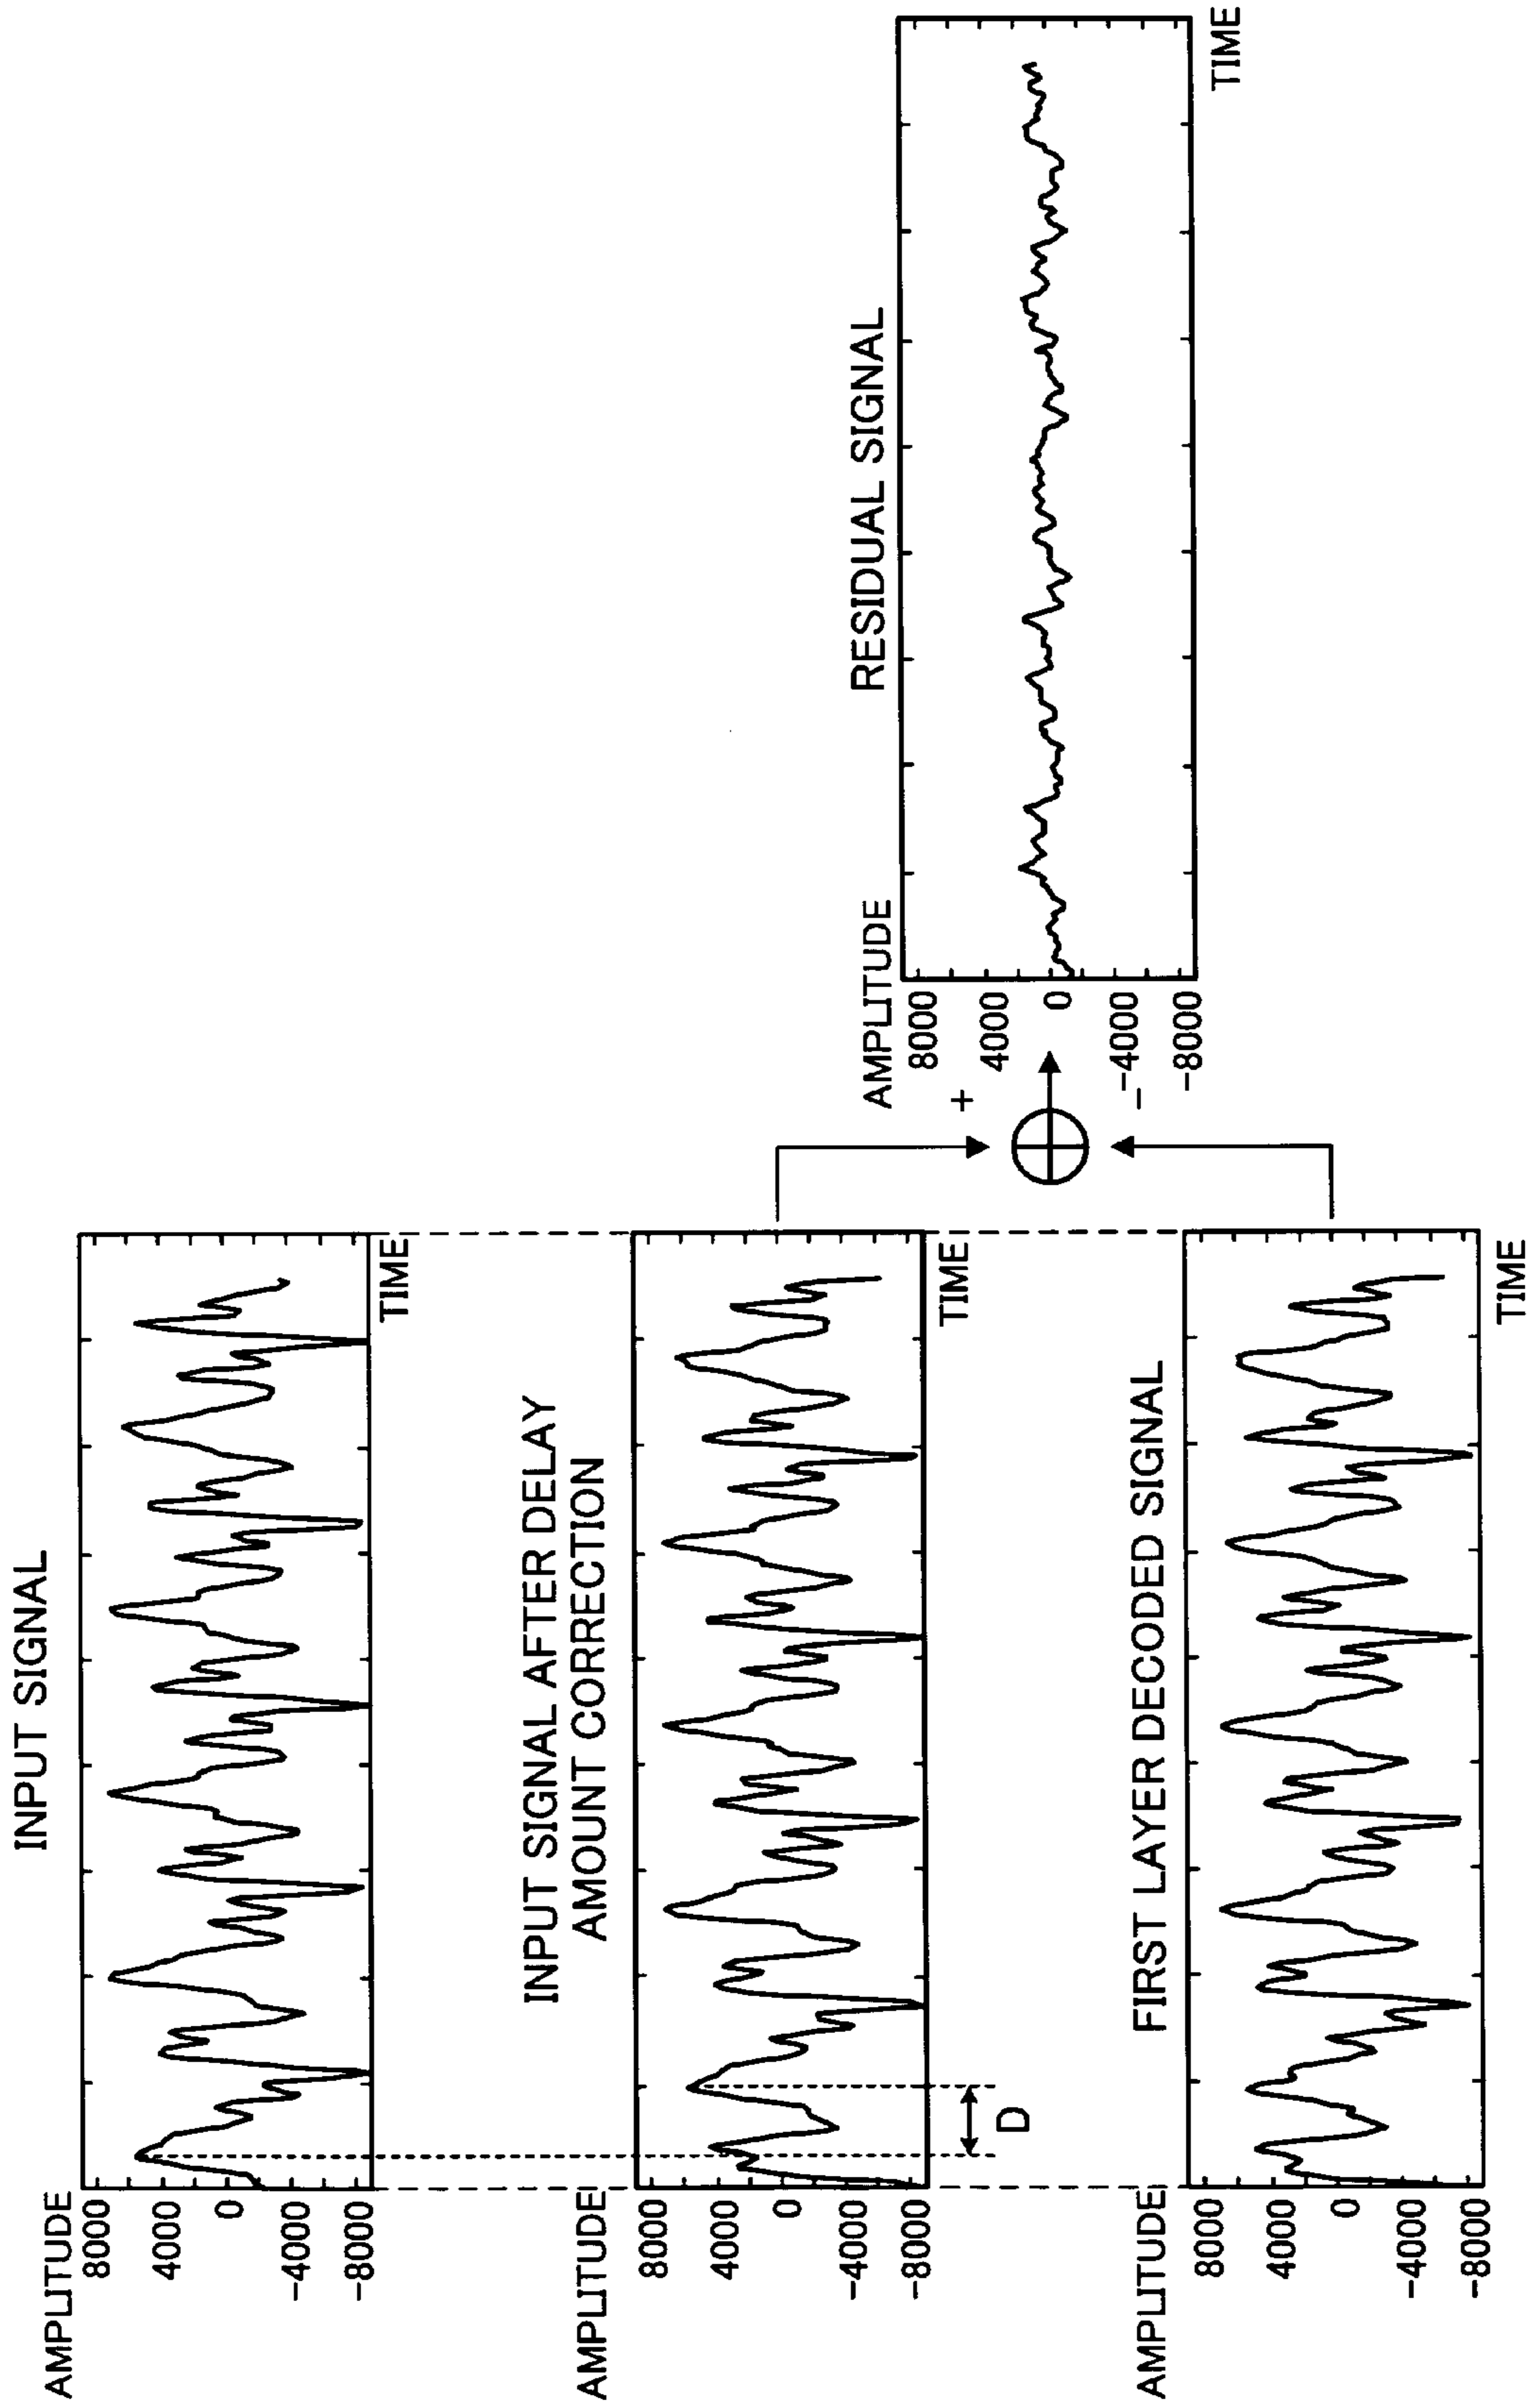 INPUT SIGNAL
AMPLITUDE
8000
4000
0
-4000
-8000
TIME
INPUT SIGNAL AFTER DELAY
AMOUNT CORRECTION
AMPLITUDE
8000
4000
0
-4000
-8000
D
TIME
FIRST LAYER DECODED SIGNAL
AMPLITUDE
8000
4000
0
-4000
-8000
TIME
+
-
RESIDUAL SIGNAL
AMPLITUDE
8000
4000
0
-4000
-8000
TIME